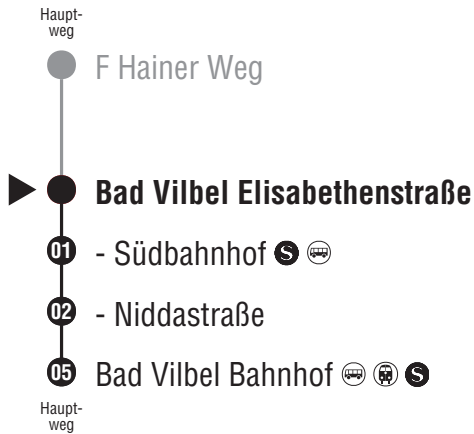 Haupt-
weg
F Hainer Weg
Bad Vilbel Elisabethenstraße
01 - Südbahnhof S
02 - Niddastraße
05 Bad Vilbel Bahnhof S
Haupt-
weg